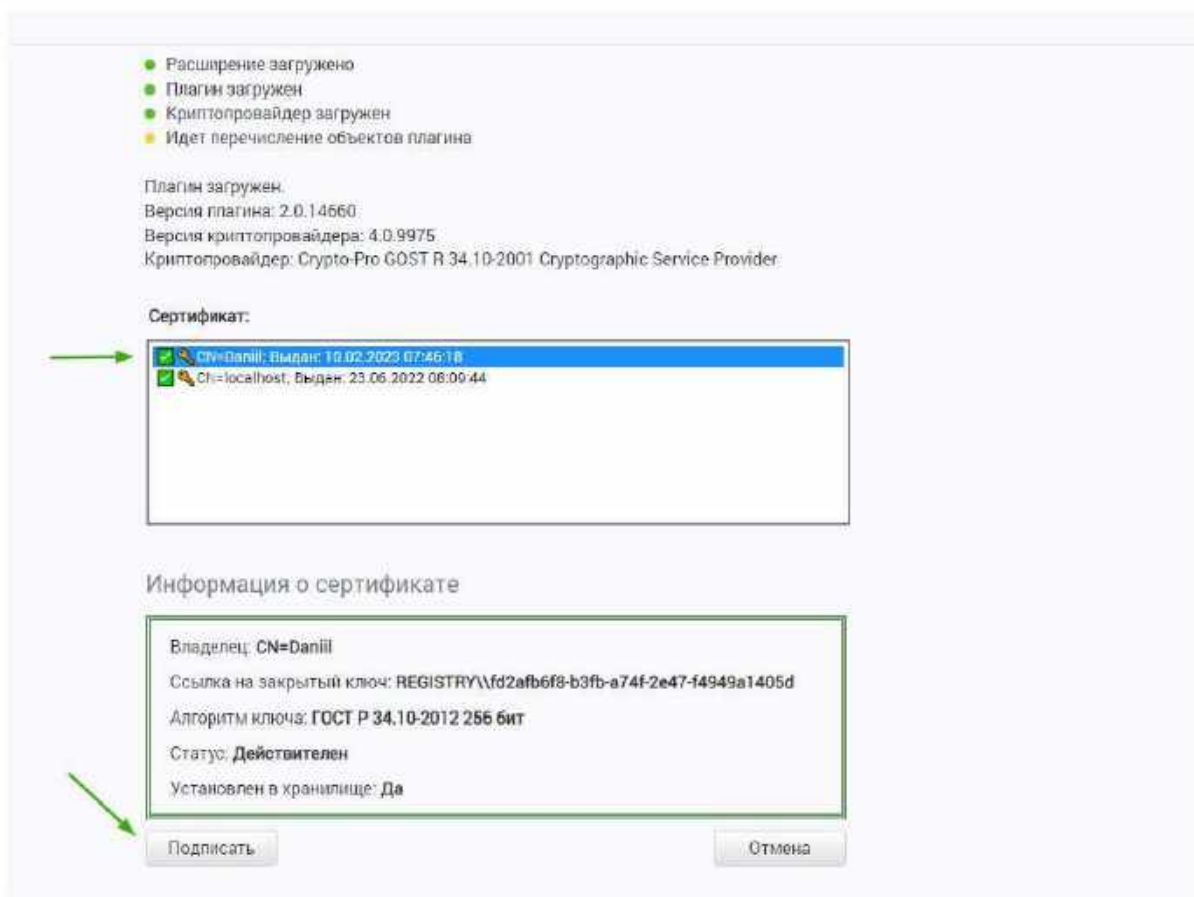 Расширение загружено
Плагин загружен
Криптопровайдер загружен
Идет перечисление объектов плагина
Плагин загружен.
Версия плагина: 2.0.14660
Версия криптопровайдера: 4.0.9975
Криптопровайдер: Crypto-Pro GOST R 34.10-2001 Cryptographic Service Provider
Сертификат:
CN=Daniil; Выдан: 10.02.2023 07:46:18
CN=localhost; Выдан: 23.06.2022 08:09:44
Информация о сертификате
Владелец: CN=Daniil
Ссылка на закрытый ключ: REGISTRY\\fd2afb6f8-b3fb-a74f-2e47-f4949a1405d
Алгоритм ключа: ГОСТ Р 34.10-2012 256 бит
Статус: Действителен
Установлен в хранилище: Да
Подписать
Отмена